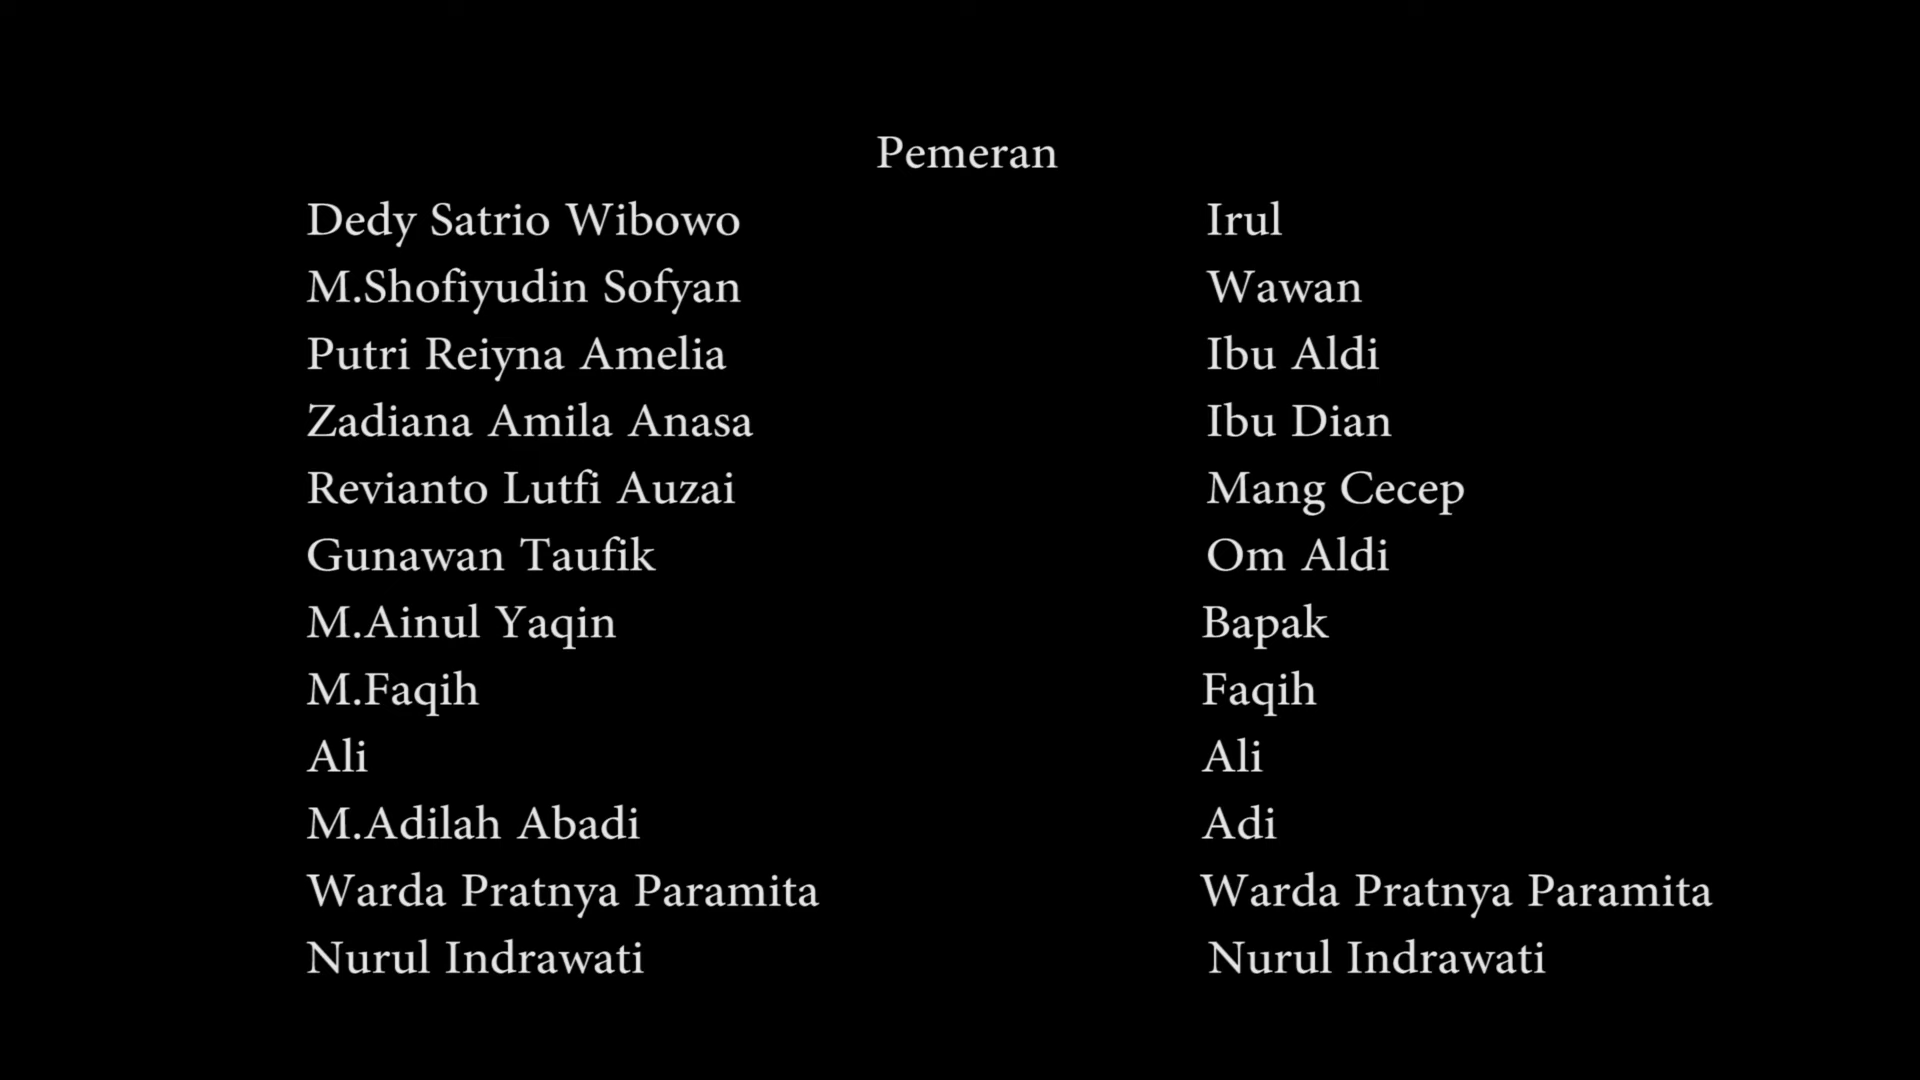 Pemeran
Dedy Satrio Wibowo Irul
M.Shofiyudin Sofyan Wawan
Putri Reiyna Amelia Ibu Aldi
Zadiana Amila Anasa Ibu Dian
Revianto Lutfi Auzai Mang Cecep
Gunawan Taufik Om Aldi
M.Ainul Yaqin Bapak
M.Faqih Faqih
Ali Ali
M.Adilah Abadi Adi
Warda Pratnya Paramita Warda Pratnya Paramita
Nurul Indrawati Nurul Indrawati